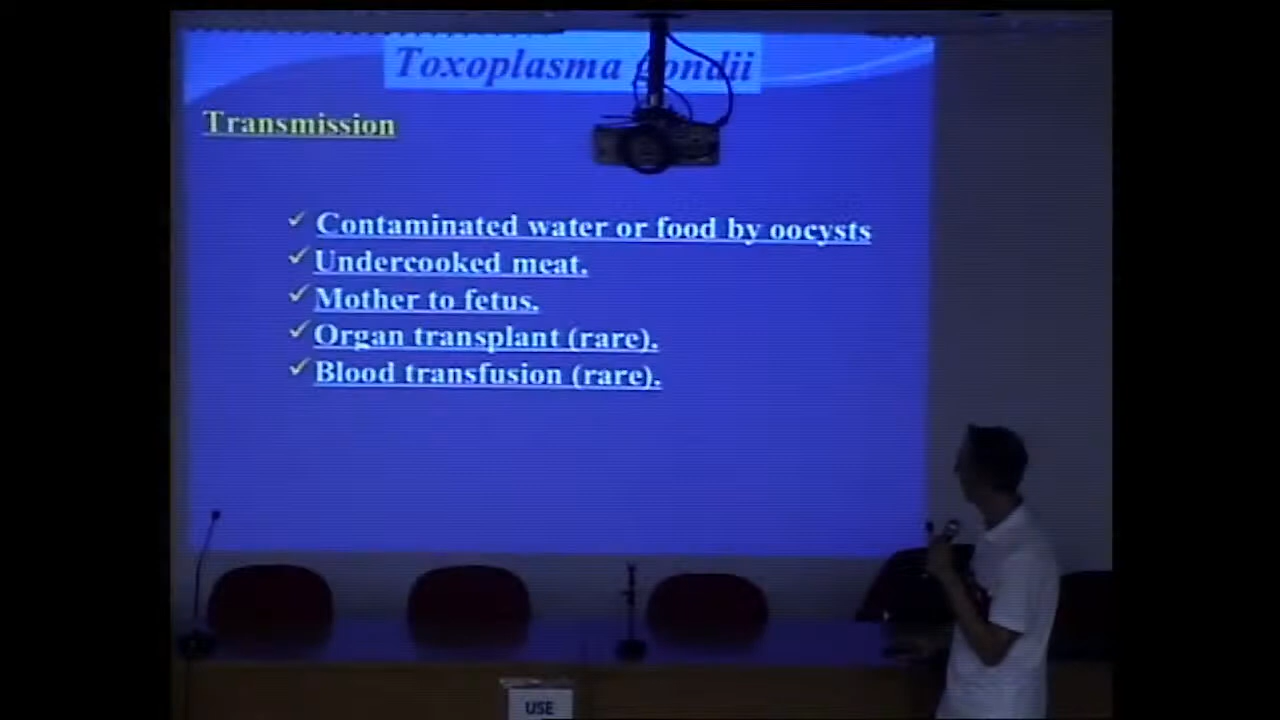 Toxoplasma gondii
Transmission
✓ Contaminated water or food by oocysts
✓ Undercooked meat.
✓ Mother to fetus.
✓ Organ transplant (rare).
✓ Blood transfusion (rare).
USE